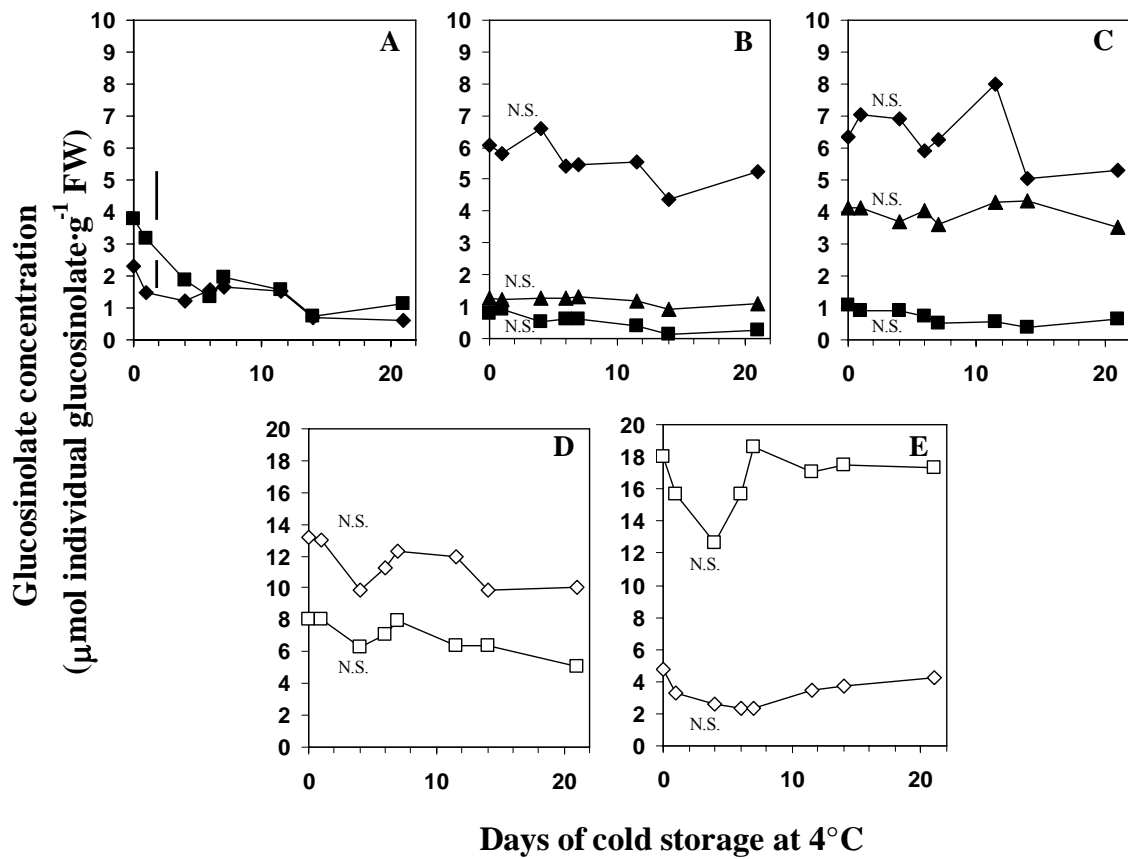 Glucosinolate concentration
(µmol individual glucosinolate·g⁻¹ FW)
A
10
9
8
7
6
5
4
3
2
1
0
0 10 20
B
10
9
8
7
6
5
4
3
2
1
0
N.S.
N.S.
N.S.
0 10 20
C
10
9
8
7
6
5
4
3
2
1
0
N.S.
N.S.
N.S.
0 10 20
D
20
18
16
14
12
10
8
6
4
2
0
N.S.
N.S.
0 10 20
E
20
18
16
14
12
10
8
6
4
2
0
N.S.
N.S.
0 10 20
Days of cold storage at 4°C